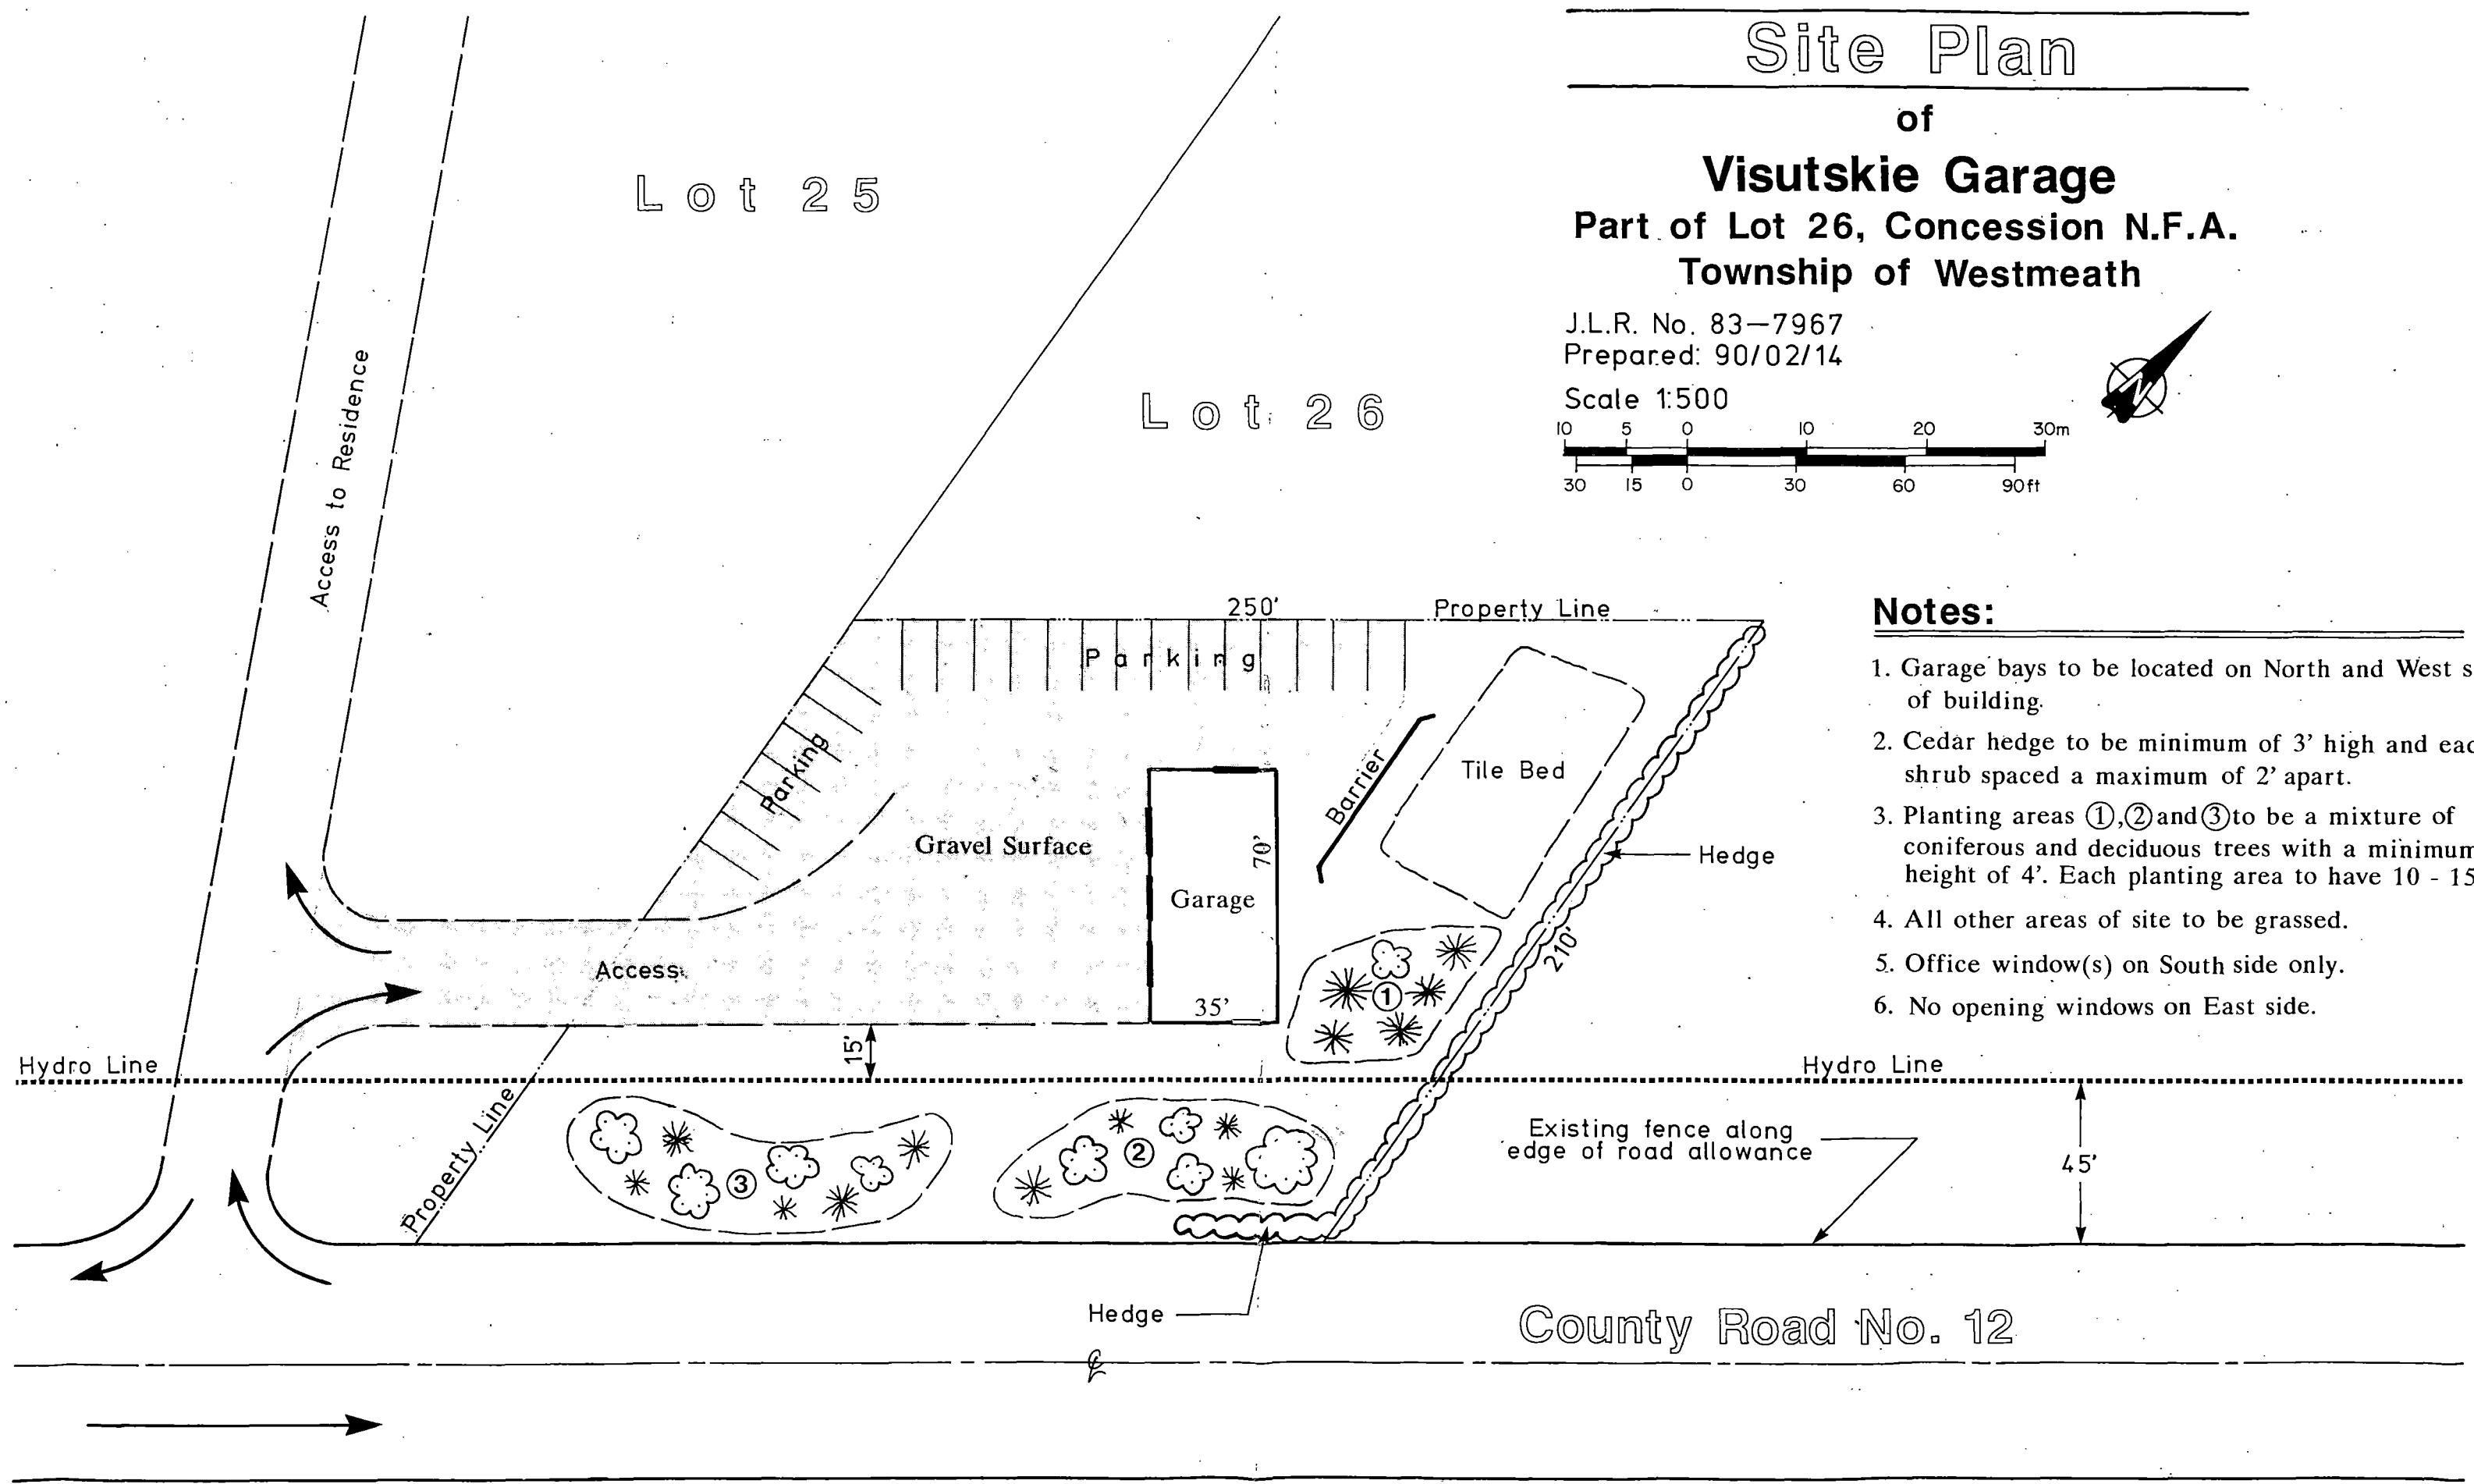 Site Plan
of
Visutskie Garage
Part of Lot 26, Concession N.F.A.
Township of Westmeath
J.L.R. No. 83-7967
Prepared: 90/02/14
Scale 1:500
10 5 0 10 20 30m
30 15 0 30 60 90ft
N
Lot 25
Lot 26
Access to Residence
250'
Property Line
Parking
Parking
Barrier
Tile Bed
Gravel Surface
70'
Garage
35'
Hedge
210'
Access
1
15'
Hydro Line
Hydro Line
Property Line
3
2
Existing fence along
edge of road allowance
45'
Hedge
County Road No. 12
Notes:
1. Garage bays to be located on North and West s
of building.
2. Cedar hedge to be minimum of 3' high and eac
shrub spaced a maximum of 2' apart.
3. Planting areas ①,② and ③ to be a mixture of
coniferous and deciduous trees with a minimum
height of 4'. Each planting area to have 10 - 15
4. All other areas of site to be grassed.
5. Office window(s) on South side only.
6. No opening windows on East side.